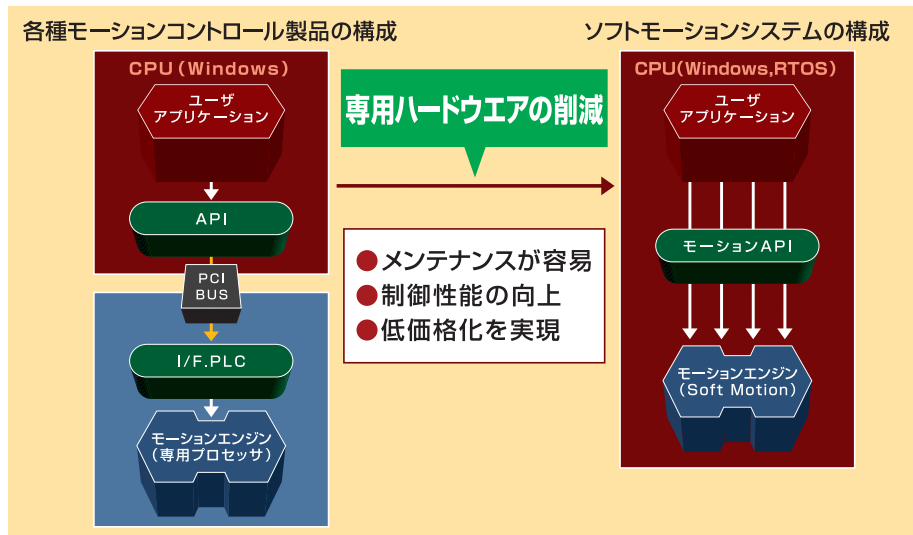 各種モーションコントロール製品の構成
CPU(Windows)
ユーザ
アプリケーション
API
PCI
BUS
I/F.PLC
モーションエンジン
(専用プロセッサ)
専用ハードウエアの削減
●メンテナンスが容易
●制御性能の向上
●低価格化を実現
ソフトモーションシステムの構成
CPU(Windows,RTOS)
ユーザ
アプリケーション
モーションAPI
モーションエンジン
(Soft Motion)